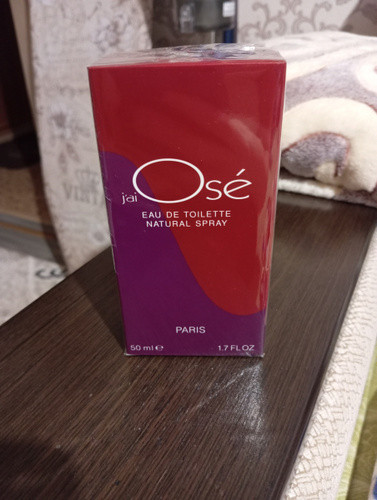 j'ai Osé
EAU DE TOILETTE
NATURAL SPRAY
PARIS
50 ml ℮ 1.7 FL OZ